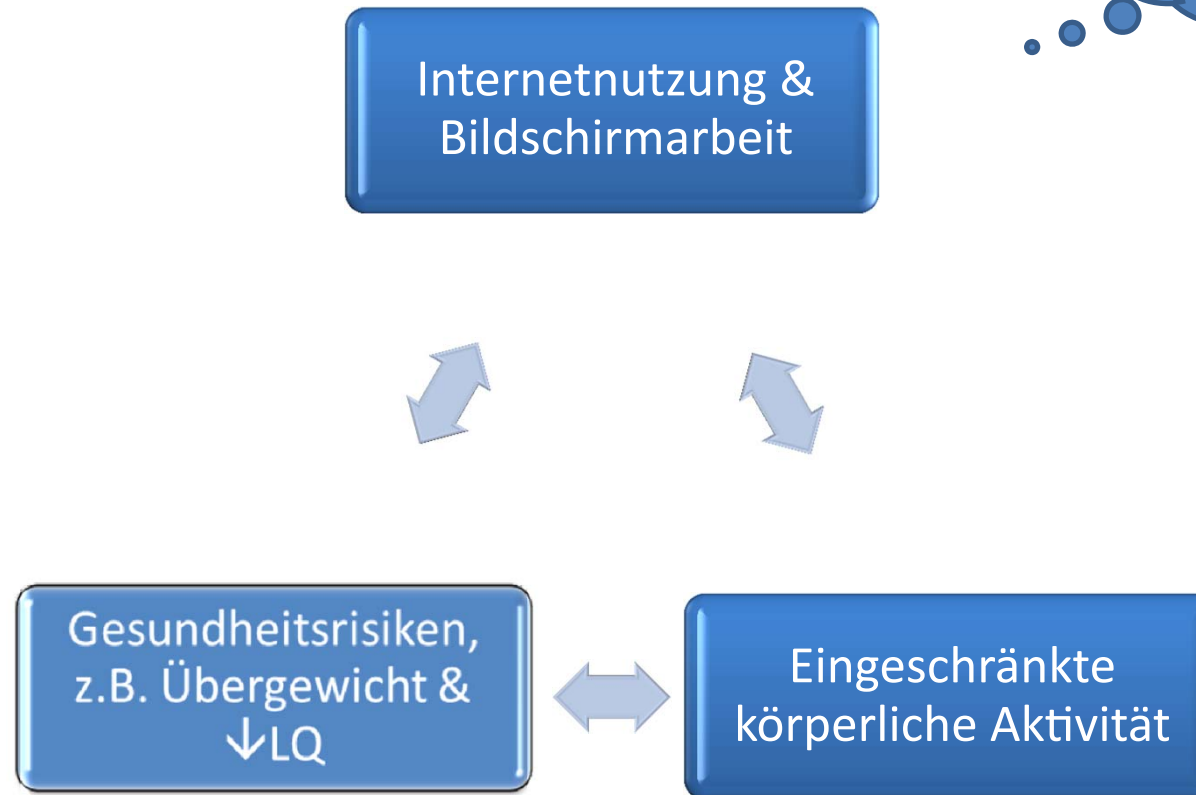 Internetnutzung &
Bildschirmarbeit
Gesundheitsrisiken,
z.B. Übergewicht &
↓LQ
Eingeschränkte
körperliche Aktivität